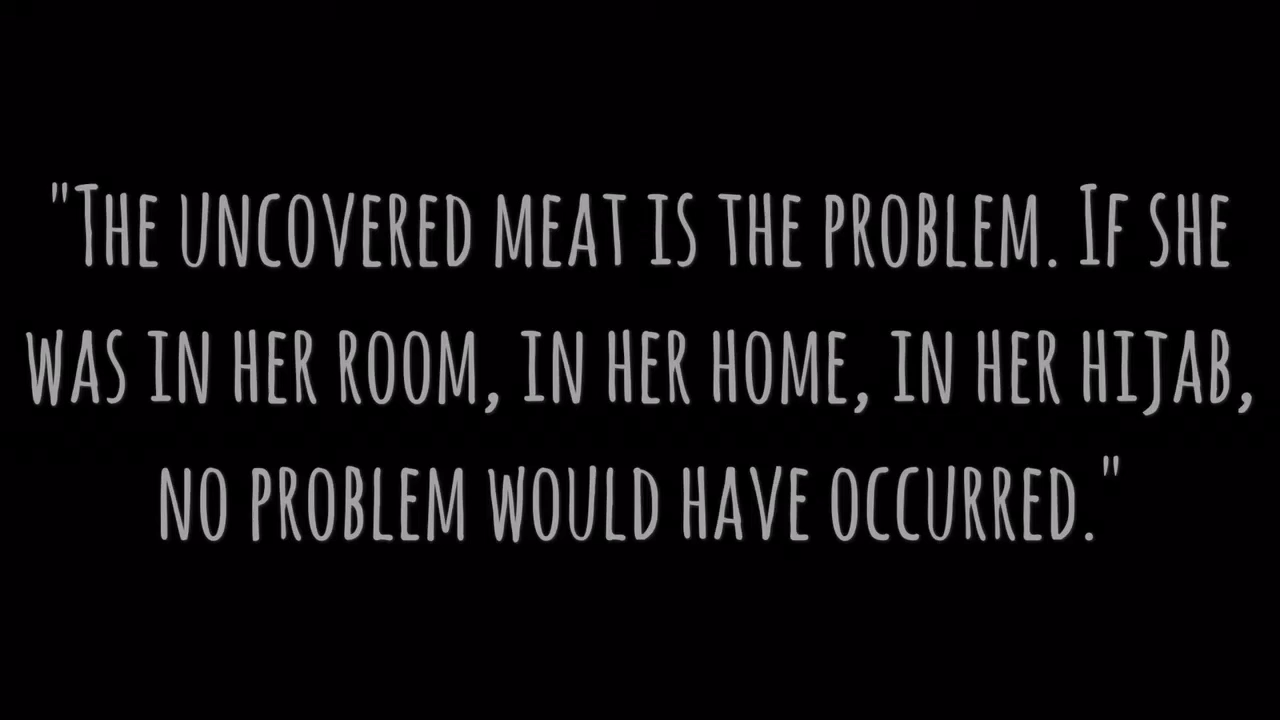 "The uncovered meat is the problem. If she
was in her room, in her home, in her hijab,
no problem would have occurred."